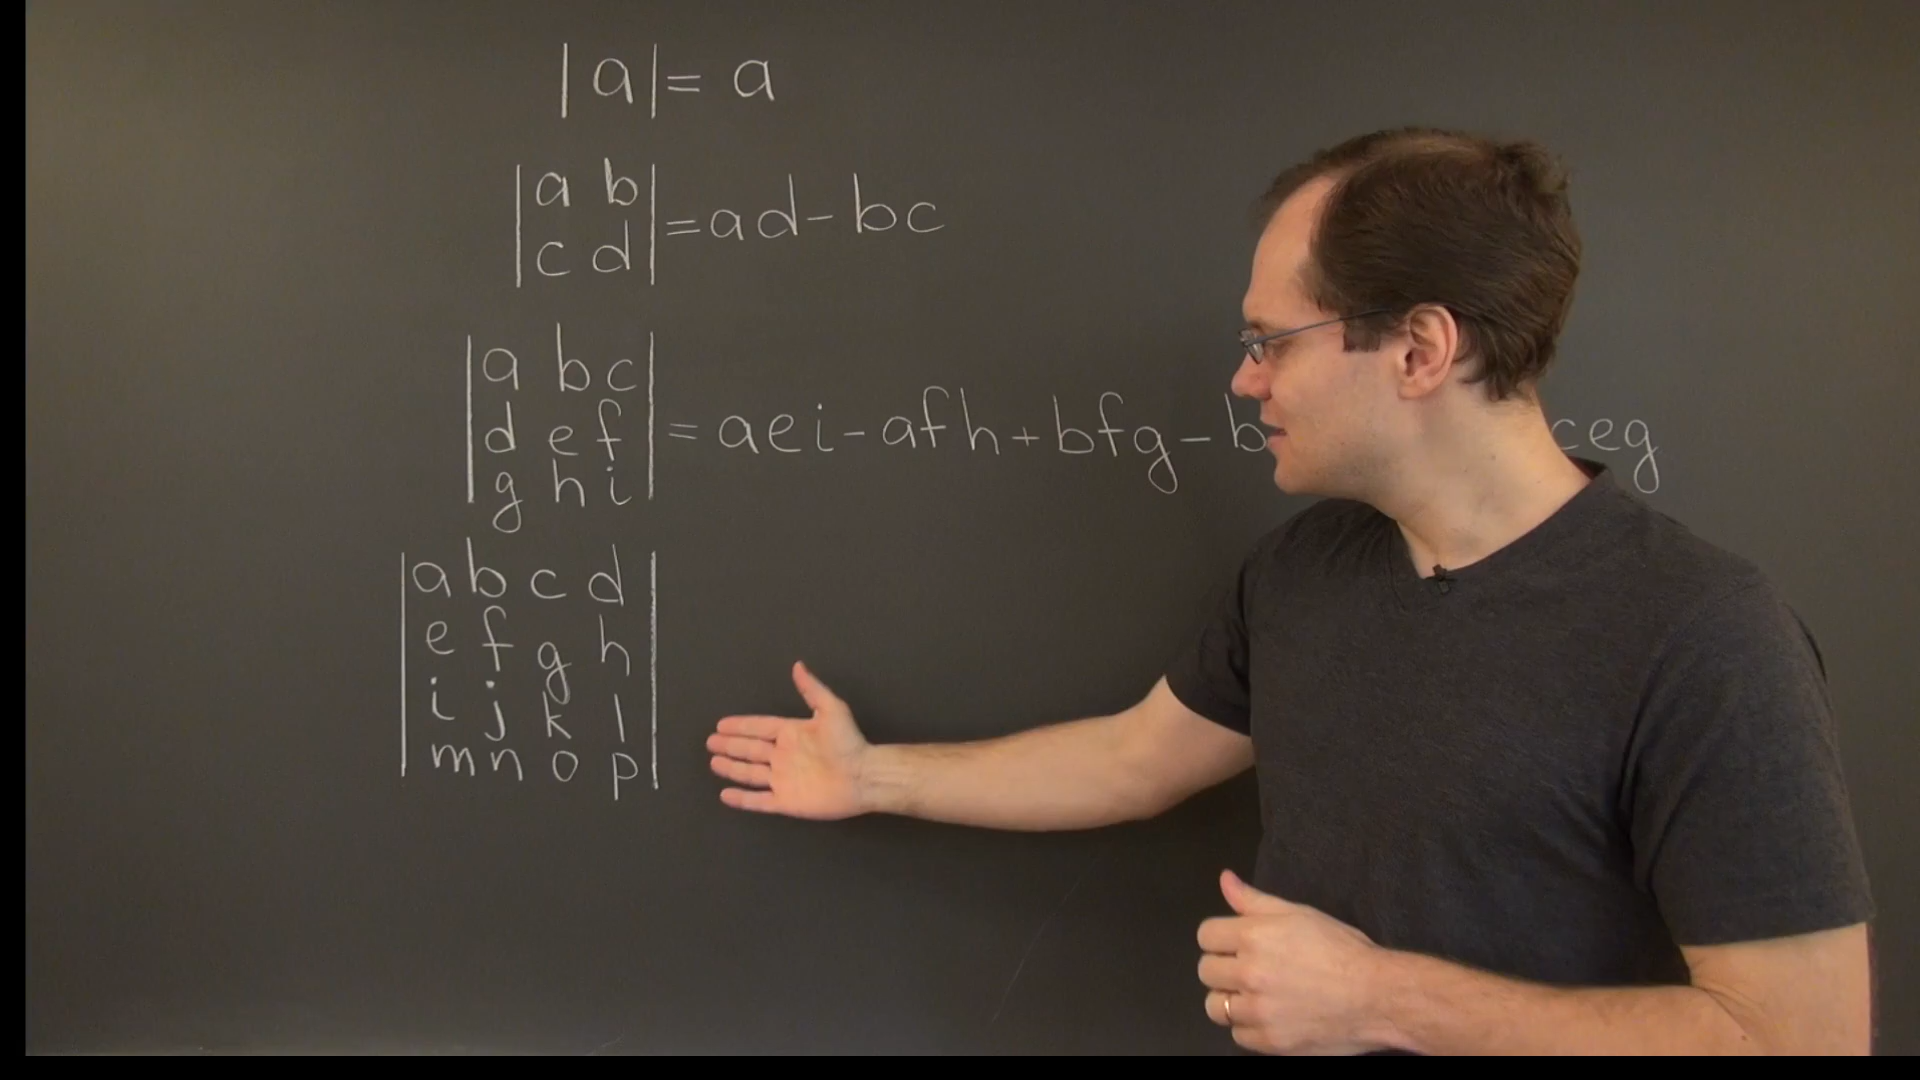 |a|= a
|a b|
|c d| =ad-bc
|a b c|
|d e f| = aei-afh+bfg-b ceg
|g h i|
|a b c d|
|e f g h|
|i j k l|
|m n o p|